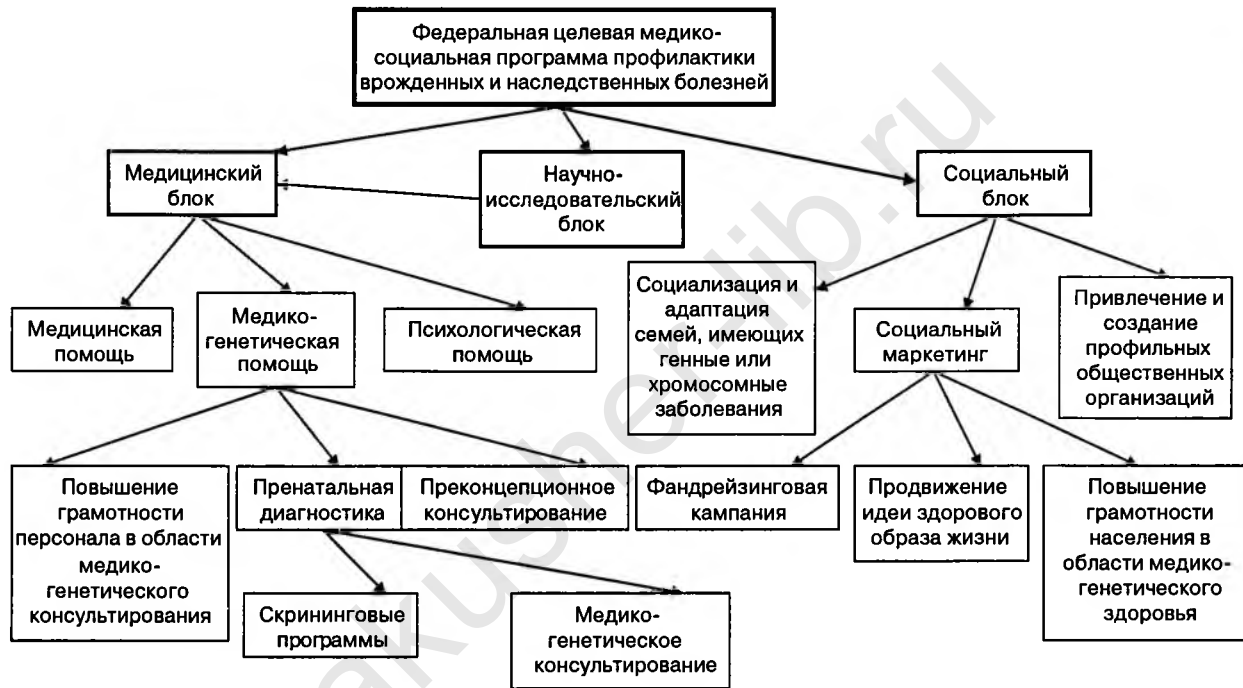 Федеральная целевая медико-
социальная программа профилактики
врожденных и наследственных болезней
Медицинский
блок
Научно-
исследовательский
блок
Социальный
блок
Медицинская
помощь
Медико-
генетическая
помощь
Психологическая
помощь
Социализация и
адаптация
семей, имеющих
генные или
хромосомные
заболевания
Социальный
маркетинг
Привлечение и
создание
профильных
общественных
организаций
Повышение
грамотности
персонала в области
медико-
генетического
консультирования
Пренатальная
диагностика
Преконцепционное
консультирование
Фандрейзинговая
кампания
Продвижение
идеи здорового
образа жизни
Повышение
грамотности
населения в
области медико-
генетического
здоровья
Скрининговые
программы
Медико-
генетическое
консультирование
akusher-lib.ru